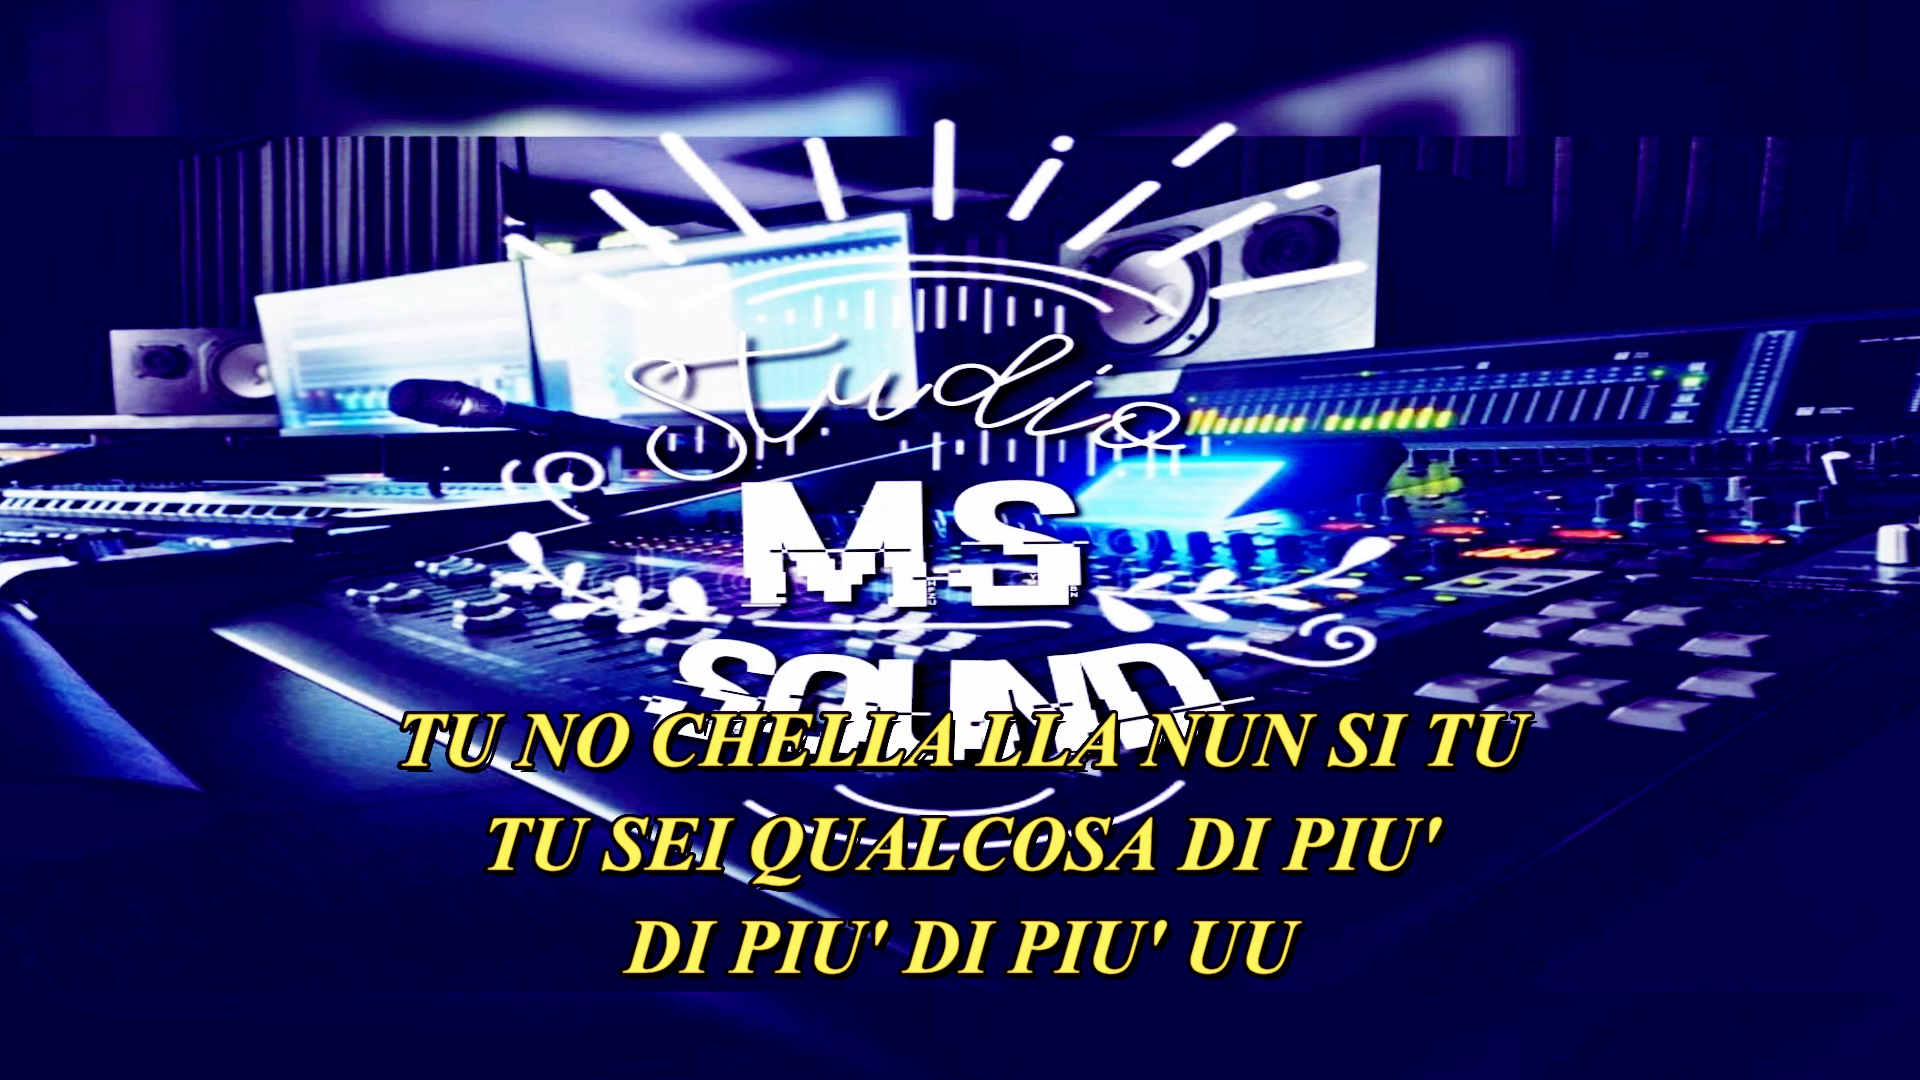 Studio
MS
SOUND
TU NO CHELLA LLA NUN SI TU
TU SEI QUALCOSA DI PIU'
DI PIU' DI PIU' UU